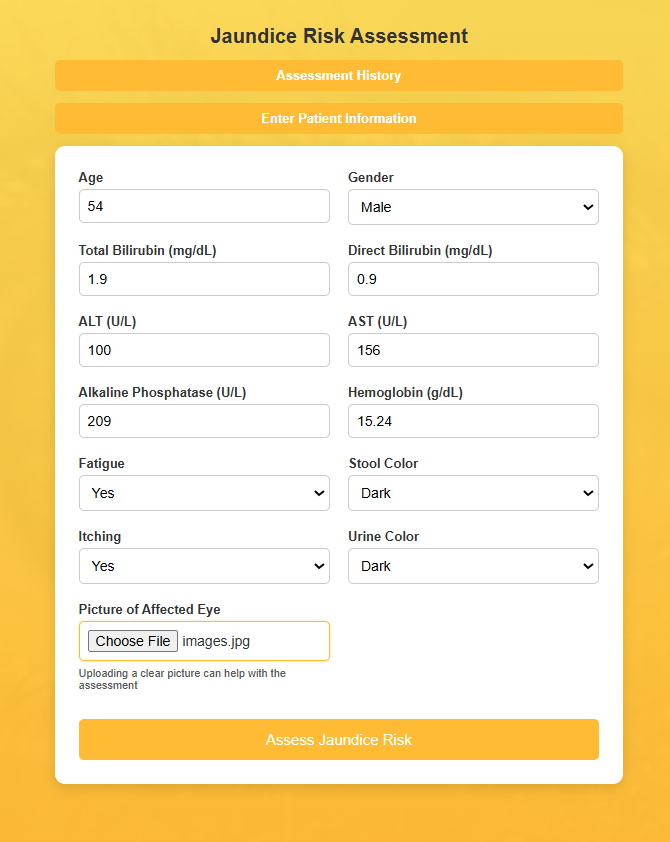 Jaundice Risk Assessment
Assessment History
Enter Patient Information
Age
Gender
54
Male
Total Bilirubin (mg/dL)
Direct Bilirubin (mg/dL)
1.9
0.9
ALT (U/L)
AST (U/L)
100
156
Alkaline Phosphatase (U/L)
Hemoglobin (g/dL)
209
15.24
Fatigue
Stool Color
Yes
Dark
Itching
Urine Color
Yes
Dark
Picture of Affected Eye
Choose File images.jpg
Uploading a clear picture can help with the
assessment
Assess Jaundice Risk